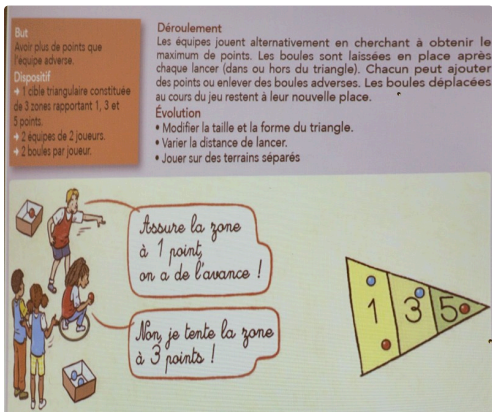 But
Avoir plus de points que
l'équipe adverse.
Dispositif
+ 1 cible triangulaire constituée
de 3 zones rapportant 1, 3 et
5 points.
+ 2 équipes de 2 joueurs.
+ 2 boules par joueur.
Déroulement
Les équipes jouent alternativement en cherchant à obtenir le
maximum de points. Les boules sont laissées en place après
chaque lancer (dans ou hors du triangle). Chacun peut ajouter
des points ou enlever des boules adverses. Les boules déplacées
au cours du jeu restent à leur nouvelle place.
Évolution
• Modifier la taille et la forme du triangle.
• Varier la distance de lancer.
• Jouer sur des terrains séparés
Assure la zone
à 1 point,
on a de l'avance !
Non, je tente la zone
à 3 points !
1 3 5